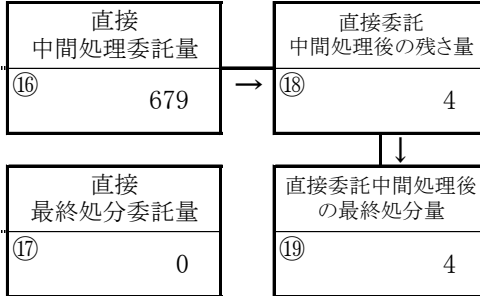 直接
中間処理委託量
⑯
679
→
直接委託
中間処理後の残さ量
⑱
4
↓
直接
最終処分委託量
⑰
0
直接委託中間処理後
の最終処分量
⑲
4